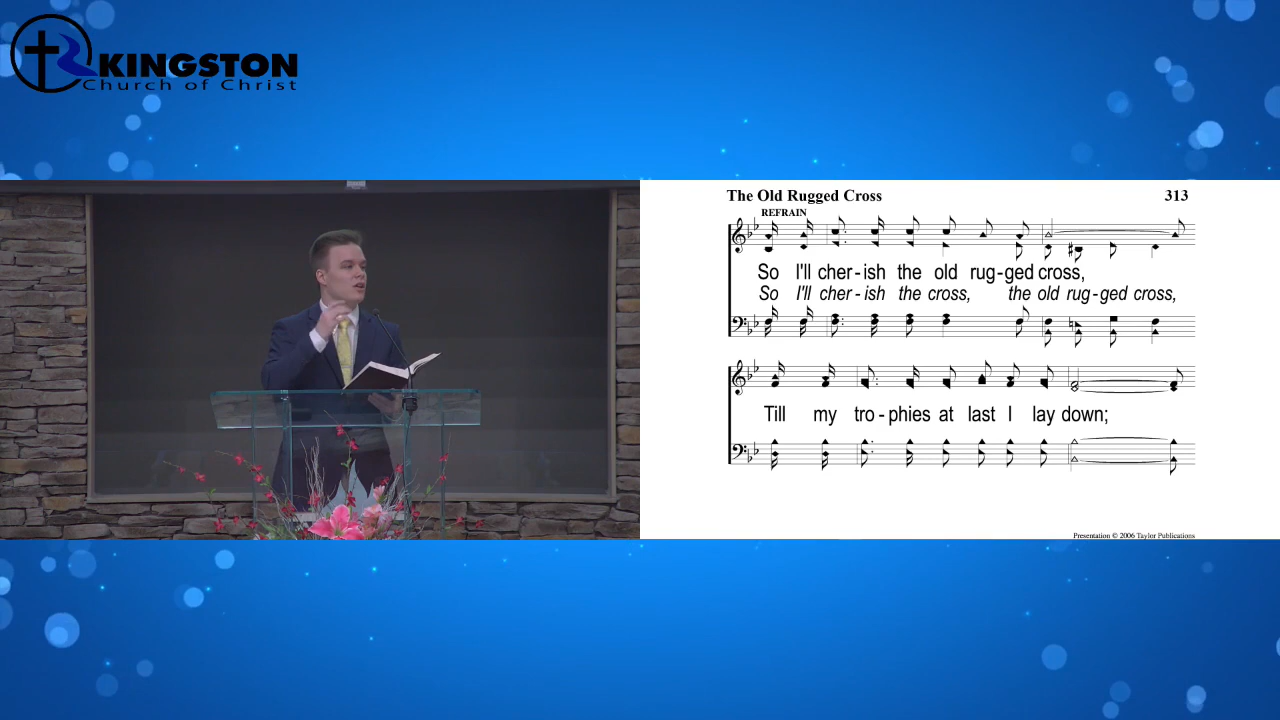 KINGSTON
Church of Christ
The Old Rugged Cross 313
REFRAIN
So I'll cher-ish the old rug-ged cross,
So I'll cher-ish the cross, the old rug-ged cross,
Till my tro-phies at last I lay down;
Presentation © 2006 Taylor Publications